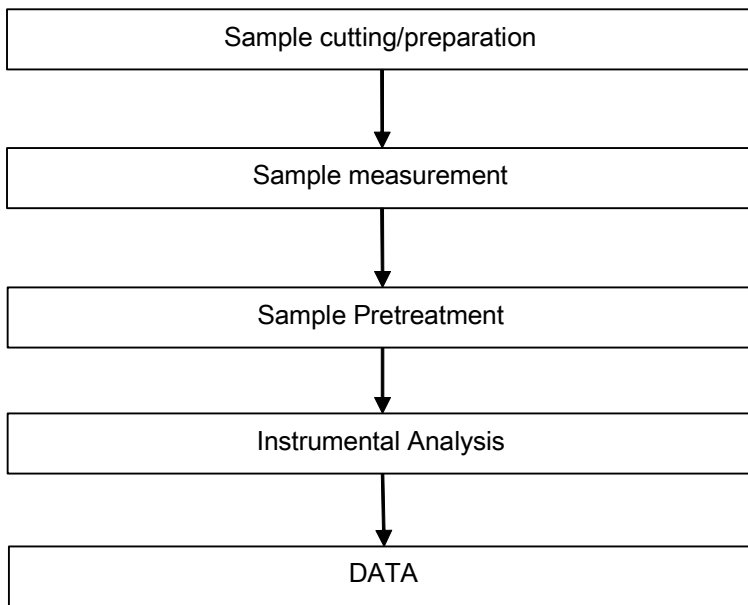 Sample cutting/preparation
Sample measurement
Sample Pretreatment
Instrumental Analysis
DATA